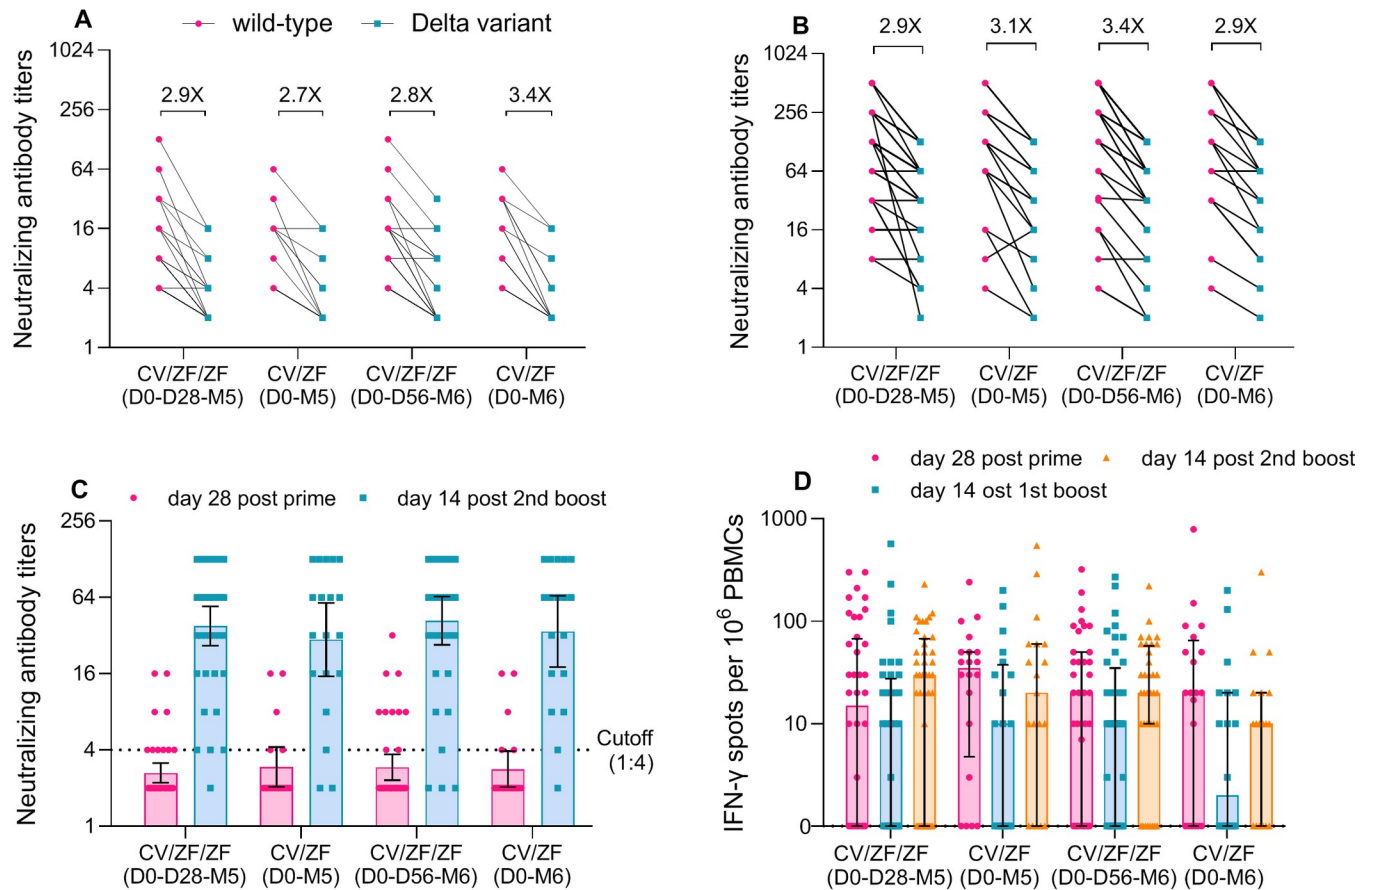 A
wild-type
Delta variant
Neutralizing antibody titers
1024
256
64
16
4
1
2.9X
2.7X
2.8X
3.4X
CV/ZF/ZF
(D0-D28-M5)
CV/ZF
(D0-M5)
CV/ZF/ZF
(D0-D56-M6)
CV/ZF
(D0-M6)
B
Neutralizing antibody titers
1024
256
64
16
4
1
2.9X
3.1X
3.4X
2.9X
CV/ZF/ZF
(D0-D28-M5)
CV/ZF
(D0-M5)
CV/ZF/ZF
(D0-D56-M6)
CV/ZF
(D0-M6)
C
day 28 post prime
day 14 post 2nd boost
Neutralizing antibody titers
256
64
16
4
1
Cutoff
(1:4)
CV/ZF/ZF
(D0-D28-M5)
CV/ZF
(D0-M5)
CV/ZF/ZF
(D0-D56-M6)
CV/ZF
(D0-M6)
D
day 28 post prime
day 14 post 2nd boost
day 14 ost 1st boost
IFN-γ spots per 10⁶ PBMCs
1000
100
10
0
CV/ZF/ZF
(D0-D28-M5)
CV/ZF
(D0-M5)
CV/ZF/ZF
(D0-D56-M6)
CV/ZF
(D0-M6)